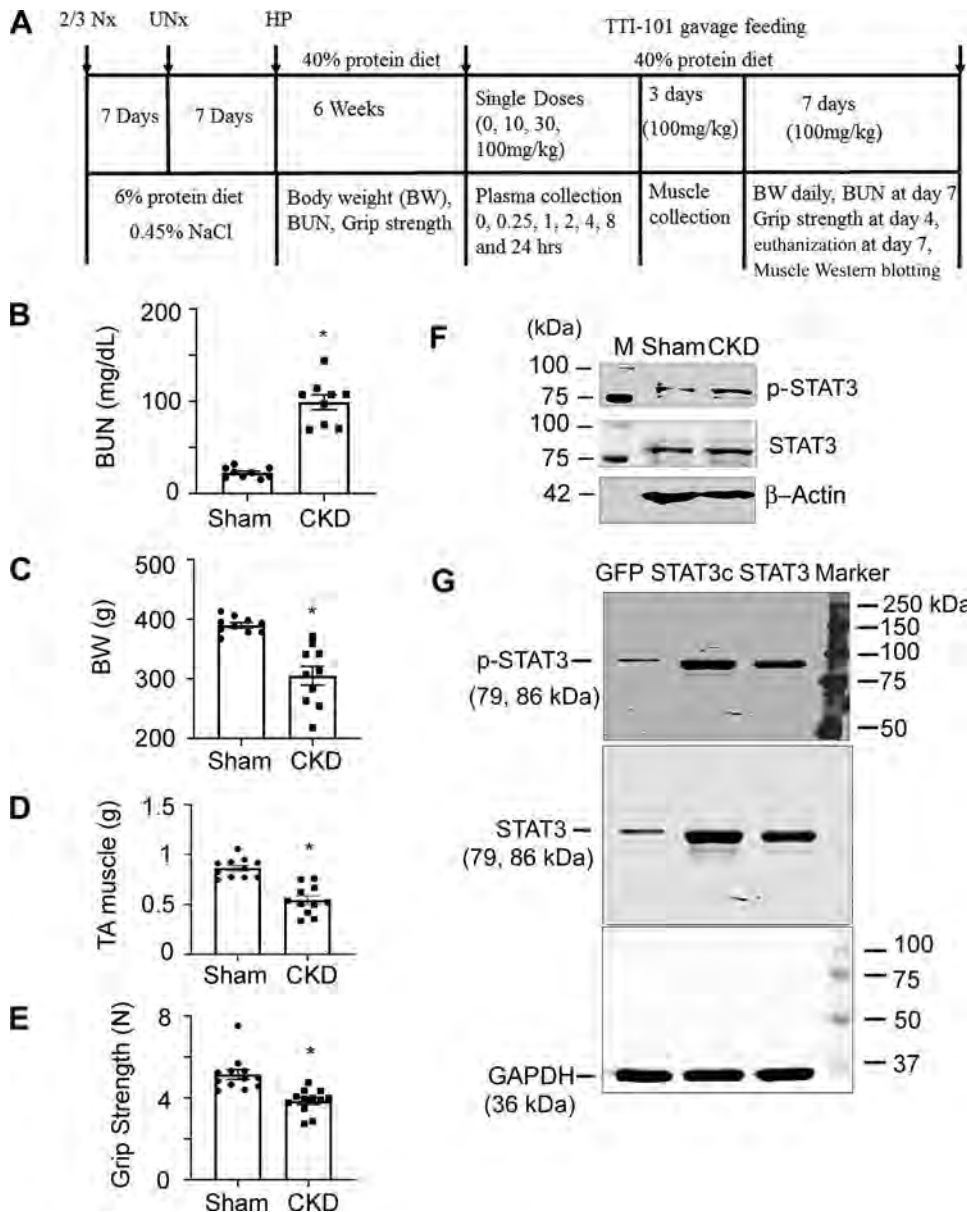 A
2/3 Nx UNx HP
TTI-101 gavage feeding
40% protein diet 40% protein diet
7 Days 7 Days 6 Weeks
Single Doses
(0, 10, 30,
100mg/kg)
3 days
(100mg/kg)
7 days
(100mg/kg)
6% protein diet
0.45% NaCl
Body weight (BW),
BUN, Grip strength
Plasma collection
0, 0.25, 1, 2, 4, 8
and 24 hrs
Muscle
collection
BW daily, BUN at day 7
Grip strength at day 4,
euthanization at day 7,
Muscle Western blotting
B
BUN (mg/dL)
200
100
0
*
Sham CKD
C
BW (g)
500
400
300
200
*
Sham CKD
D
TA muscle (g)
1.5
1
0.5
0
*
Sham CKD
E
Grip Strength (N)
8
4
0
*
Sham CKD
F
(kDa)
M Sham CKD
100
75
p-STAT3
100
75
STAT3
42
β–Actin
G
GFP STAT3c STAT3 Marker
p-STAT3
(79, 86 kDa)
250 kDa
150
100
75
50
STAT3
(79, 86 kDa)
100
75
50
37
GAPDH
(36 kDa)